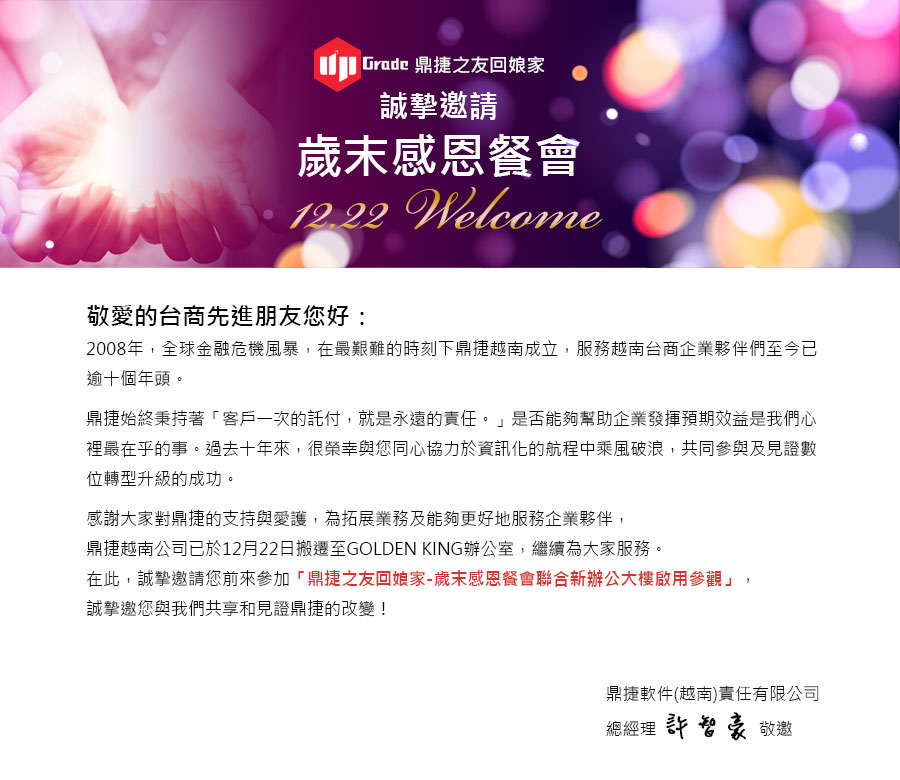 UPGrade 鼎捷之友回娘家
誠摯邀請
歲末感恩餐會
12.22 Welcome
敬愛的台商先進朋友您好：
2008年，全球金融危機風暴，在最艱難的時刻下鼎捷越南成立，服務越南台商企業夥伴們至今已
逾十個年頭。
鼎捷始終秉持著「客戶一次的託付，就是永遠的責任。」是否能夠幫助企業發揮預期效益是我們心
裡最在乎的事。過去十年來，很榮幸與您同心協力於資訊化的航程中乘風破浪，共同參與及見證數
位轉型升級的成功。
感謝大家對鼎捷的支持與愛護，為拓展業務及能夠更好地服務企業夥伴，
鼎捷越南公司已於12月22日搬遷至GOLDEN KING辦公室，繼續為大家服務。
在此，誠摯邀請您前來參加「鼎捷之友回娘家-歲末感恩餐會聯合新辦公大樓啟用參觀」，
誠摯邀您與我們共享和見證鼎捷的改變！
鼎捷軟件(越南)責任有限公司
總經理 許智豪 敬邀